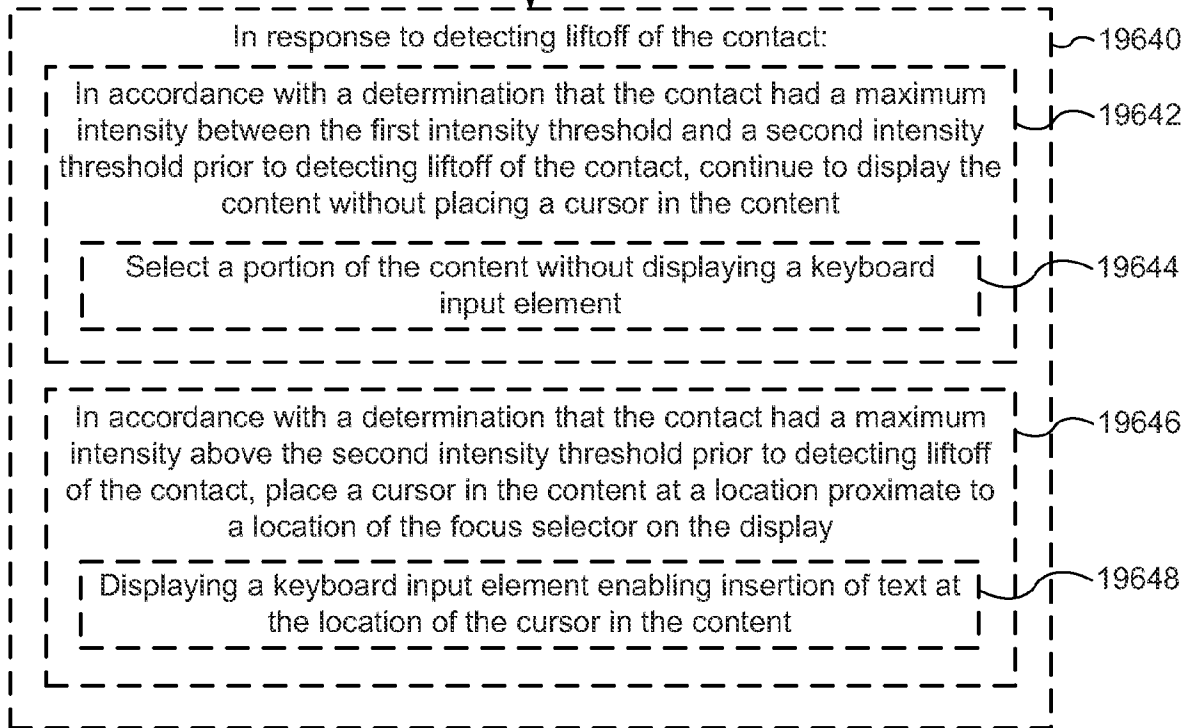 In response to detecting liftoff of the contact:
19640
In accordance with a determination that the contact had a maximum
19642
intensity between the first intensity threshold and a second intensity
threshold prior to detecting liftoff of the contact, continue to display the
content without placing a cursor in the content
Select a portion of the content without displaying a keyboard
19644
input element
In accordance with a determination that the contact had a maximum
19646
intensity above the second intensity threshold prior to detecting liftoff
of the contact, place a cursor in the content at a location proximate to
a location of the focus selector on the display
Displaying a keyboard input element enabling insertion of text at
19648
the location of the cursor in the content